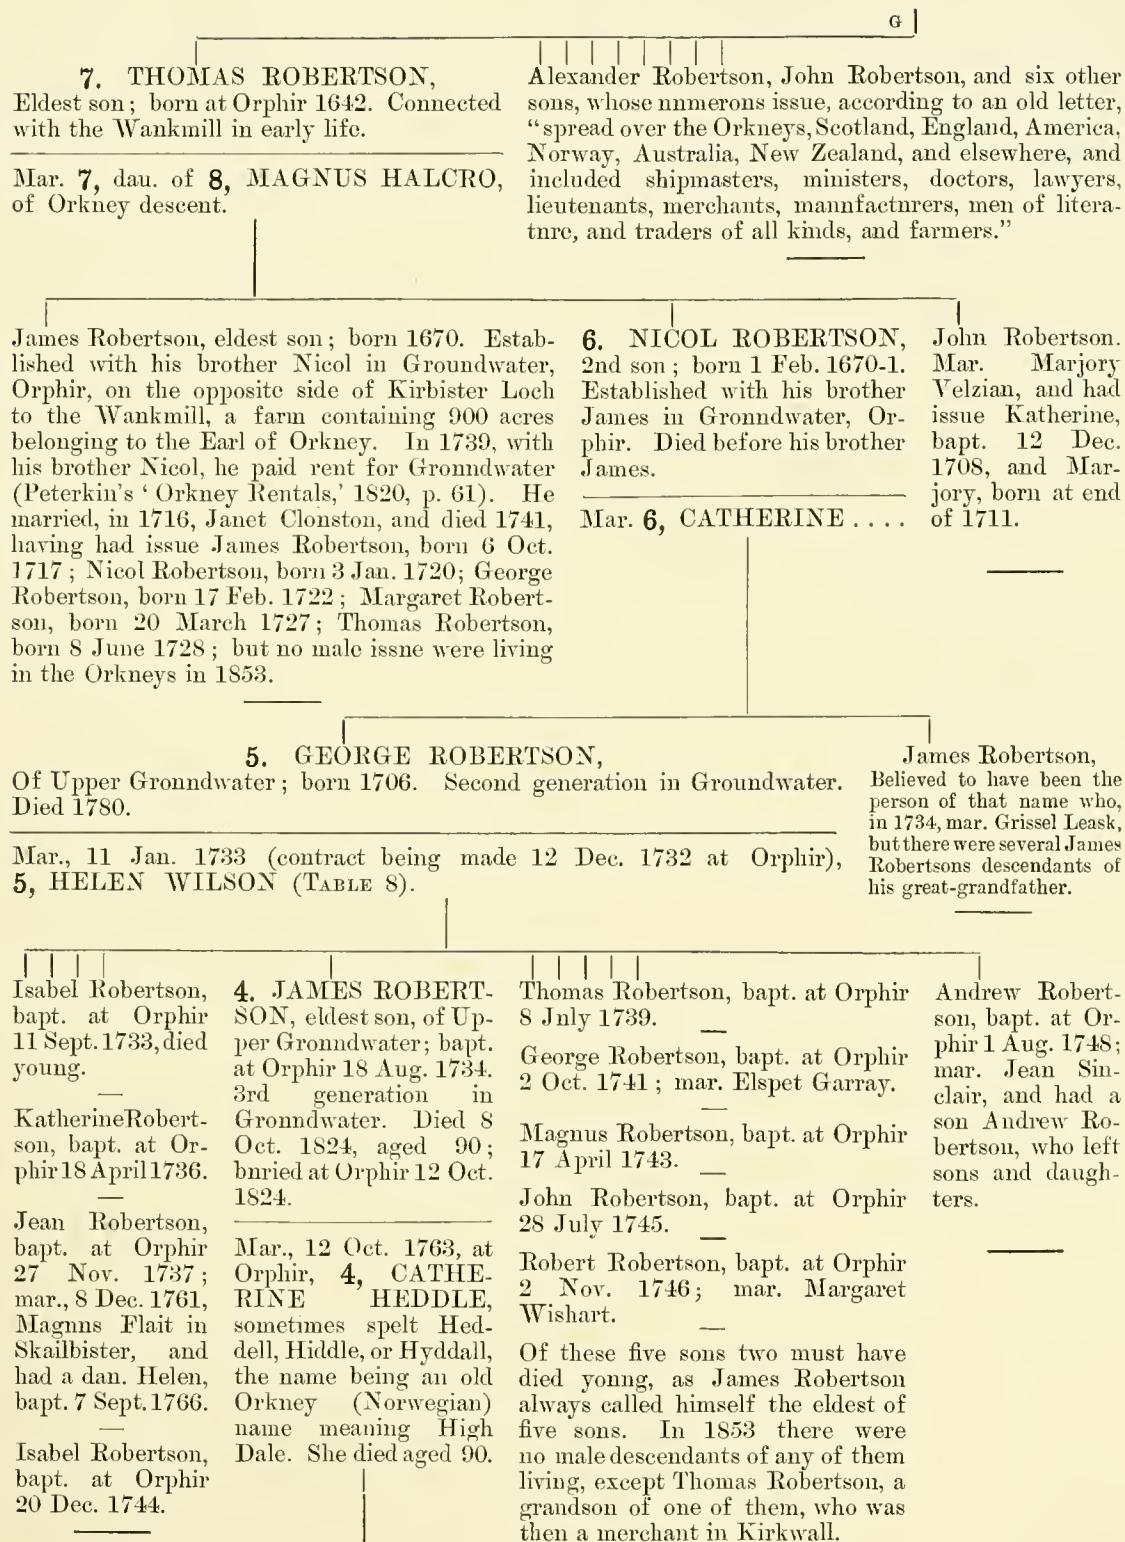 G
7. THOMAS ROBERTSON,
Eldest son; born at Orphir 1642. Connected
with the Wankmill in early life.
Mar. 7, dau. of 8, MAGNUS HALCRO,
of Orkney descent.
Alexander Robertson, John Robertson, and six other
sons, whose numerous issue, according to an old letter,
“spread over the Orkneys, Scotland, England, America,
Norway, Australia, New Zealand, and elsewhere, and
included shipmasters, ministers, doctors, lawyers,
lieutenants, merchants, manufacturers, men of litera-
ture, and traders of all kinds, and farmers.”
James Robertson, eldest son; born 1670. Estab-
lished with his brother Nicol in Groundwater,
Orphir, on the opposite side of Kirbister Loch
to the Wankmill, a farm containing 900 acres
belonging to the Earl of Orkney. In 1739, with
his brother Nicol, he paid rent for Groundwater
(Peterkin's ‘Orkney Rentals,’ 1820, p. 61). He
married, in 1716, Janet Clouston, and died 1741,
having had issue James Robertson, born 6 Oct.
1717; Nicol Robertson, born 3 Jan. 1720; George
Robertson, born 17 Feb. 1722; Margaret Robert-
son, born 20 March 1727; Thomas Robertson,
born 8 June 1728; but no male issue were living
in the Orkneys in 1853.
6. NICOL ROBERTSON,
2nd son; born 1 Feb. 1670-1.
Established with his brother
James in Groundwater, Or-
phir. Died before his brother
James.
Mar. 6, CATHERINE ....
John Robertson.
Mar. Marjory
Velzian, and had
issue Katherine,
bapt. 12 Dec.
1708, and Mar-
jory, born at end
of 1711.
5. GEORGE ROBERTSON,
Of Upper Groundwater; born 1706. Second generation in Groundwater.
Died 1780.
Mar., 11 Jan. 1733 (contract being made 12 Dec. 1732 at Orphir),
5, HELEN WILSON (TABLE 8).
James Robertson,
Believed to have been the
person of that name who,
in 1734, mar. Grissel Leask,
but there were several James
Robertsons descendants of
his great-grandfather.
Isabel Robertson,
bapt. at Orphir
11 Sept. 1733, died
young.
Katherine Robert-
son, bapt. at Or-
phir 18 April 1736.
Jean Robertson,
bapt. at Orphir
27 Nov. 1737;
mar., 8 Dec. 1761,
Magnus Flait in
Skailbister, and
had a dau. Helen,
bapt. 7 Sept. 1766.
Isabel Robertson,
bapt. at Orphir
20 Dec. 1744.
4. JAMES ROBERT-
SON, eldest son, of Up-
per Groundwater; bapt.
at Orphir 18 Aug. 1734.
3rd generation in
Groundwater. Died 8
Oct. 1824, aged 90;
buried at Orphir 12 Oct.
1824.
Mar., 12 Oct. 1763, at
Orphir, 4, CATHE-
RINE HEDDLE,
sometimes spelt Hed-
dell, Hiddle, or Hyddall,
the name being an old
Orkney (Norwegian)
name meaning High
Dale. She died aged 90.
Thomas Robertson, bapt. at Orphir
8 July 1739.
George Robertson, bapt. at Orphir
2 Oct. 1741; mar. Elspet Garray.
Magnus Robertson, bapt. at Orphir
17 April 1743.
John Robertson, bapt. at Orphir
28 July 1745.
Robert Robertson, bapt. at Orphir
2 Nov. 1746; mar. Margaret
Wishart.
Of these five sons two must have
died young, as James Robertson
always called himself the eldest of
five sons. In 1853 there were
no male descendants of any of them
living, except Thomas Robertson, a
grandson of one of them, who was
then a merchant in Kirkwall.
Andrew Robert-
son, bapt. at Or-
phir 1 Aug. 1748;
mar. Jean Sin-
clair, and had a
son Andrew Ro-
bertson, who left
sons and daugh-
ters.